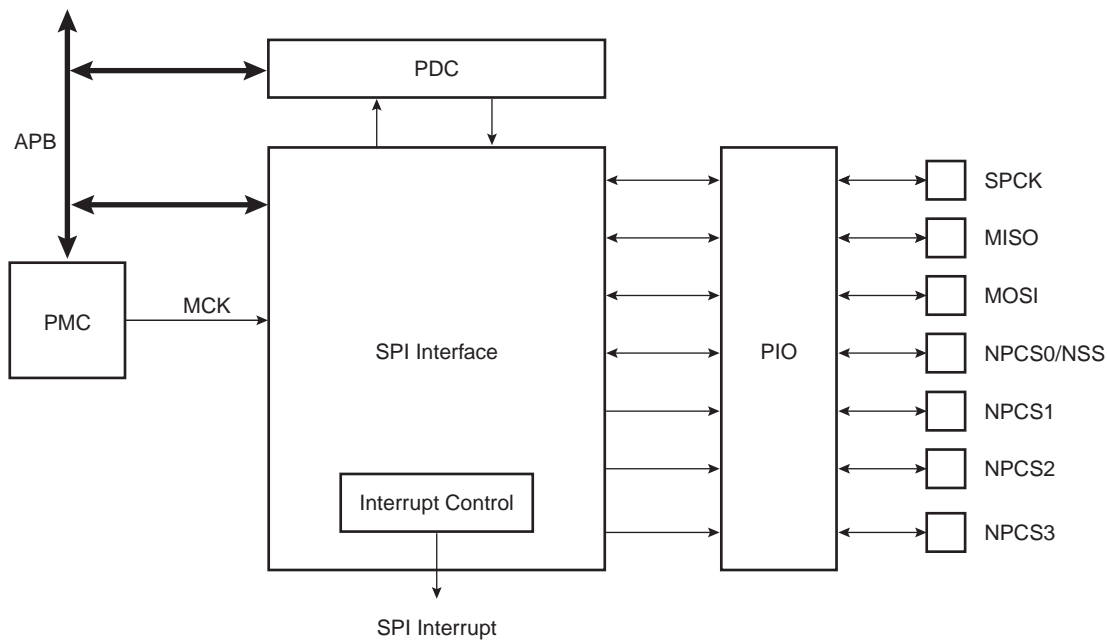 PDC
APB
SPCK
MISO
MCK
MOSI
PMC
SPI Interface
PIO
NPCS0/NSS
NPCS1
NPCS2
Interrupt Control
NPCS3
SPI Interrupt